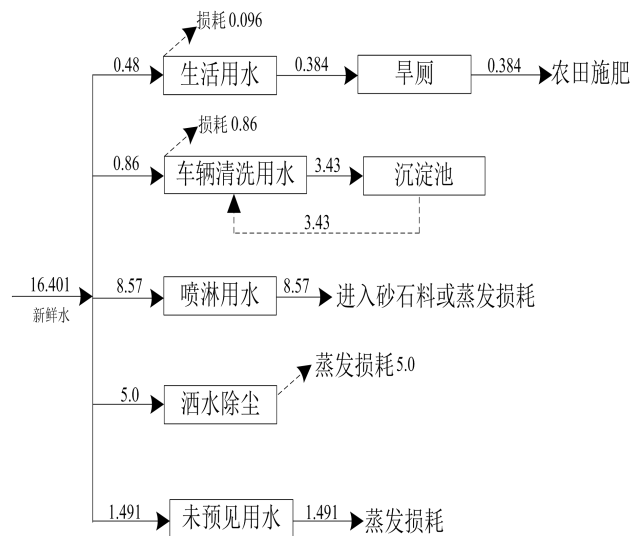 损耗 0.096
0.48
生活用水
0.384
旱厕
0.384
农田施肥
损耗 0.86
0.86
车辆清洗用水
3.43
沉淀池
3.43
16.401
新鲜水
8.57
喷淋用水
8.57
进入砂石料或蒸发损耗
蒸发损耗5.0
5.0
洒水除尘
1.491
未预见用水
1.491
蒸发损耗